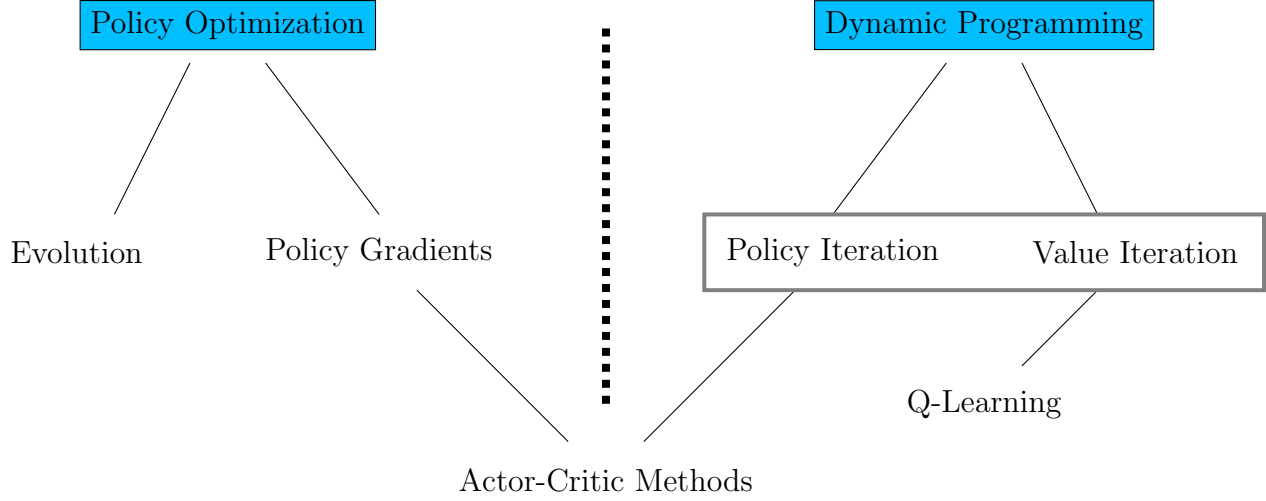 Policy Optimization
Dynamic Programming
Evolution
Policy Gradients
Policy Iteration
Value Iteration
Q-Learning
Actor-Critic Methods